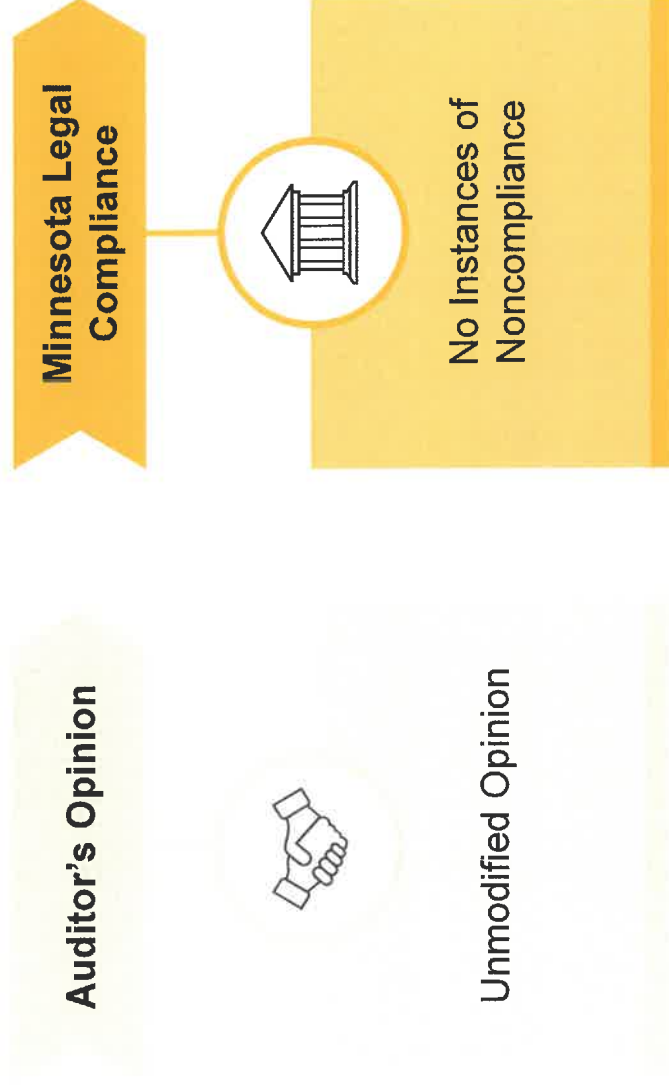 Auditor's Opinion
Unmodified Opinion
Minnesota Legal
Compliance
No Instances of
Noncompliance